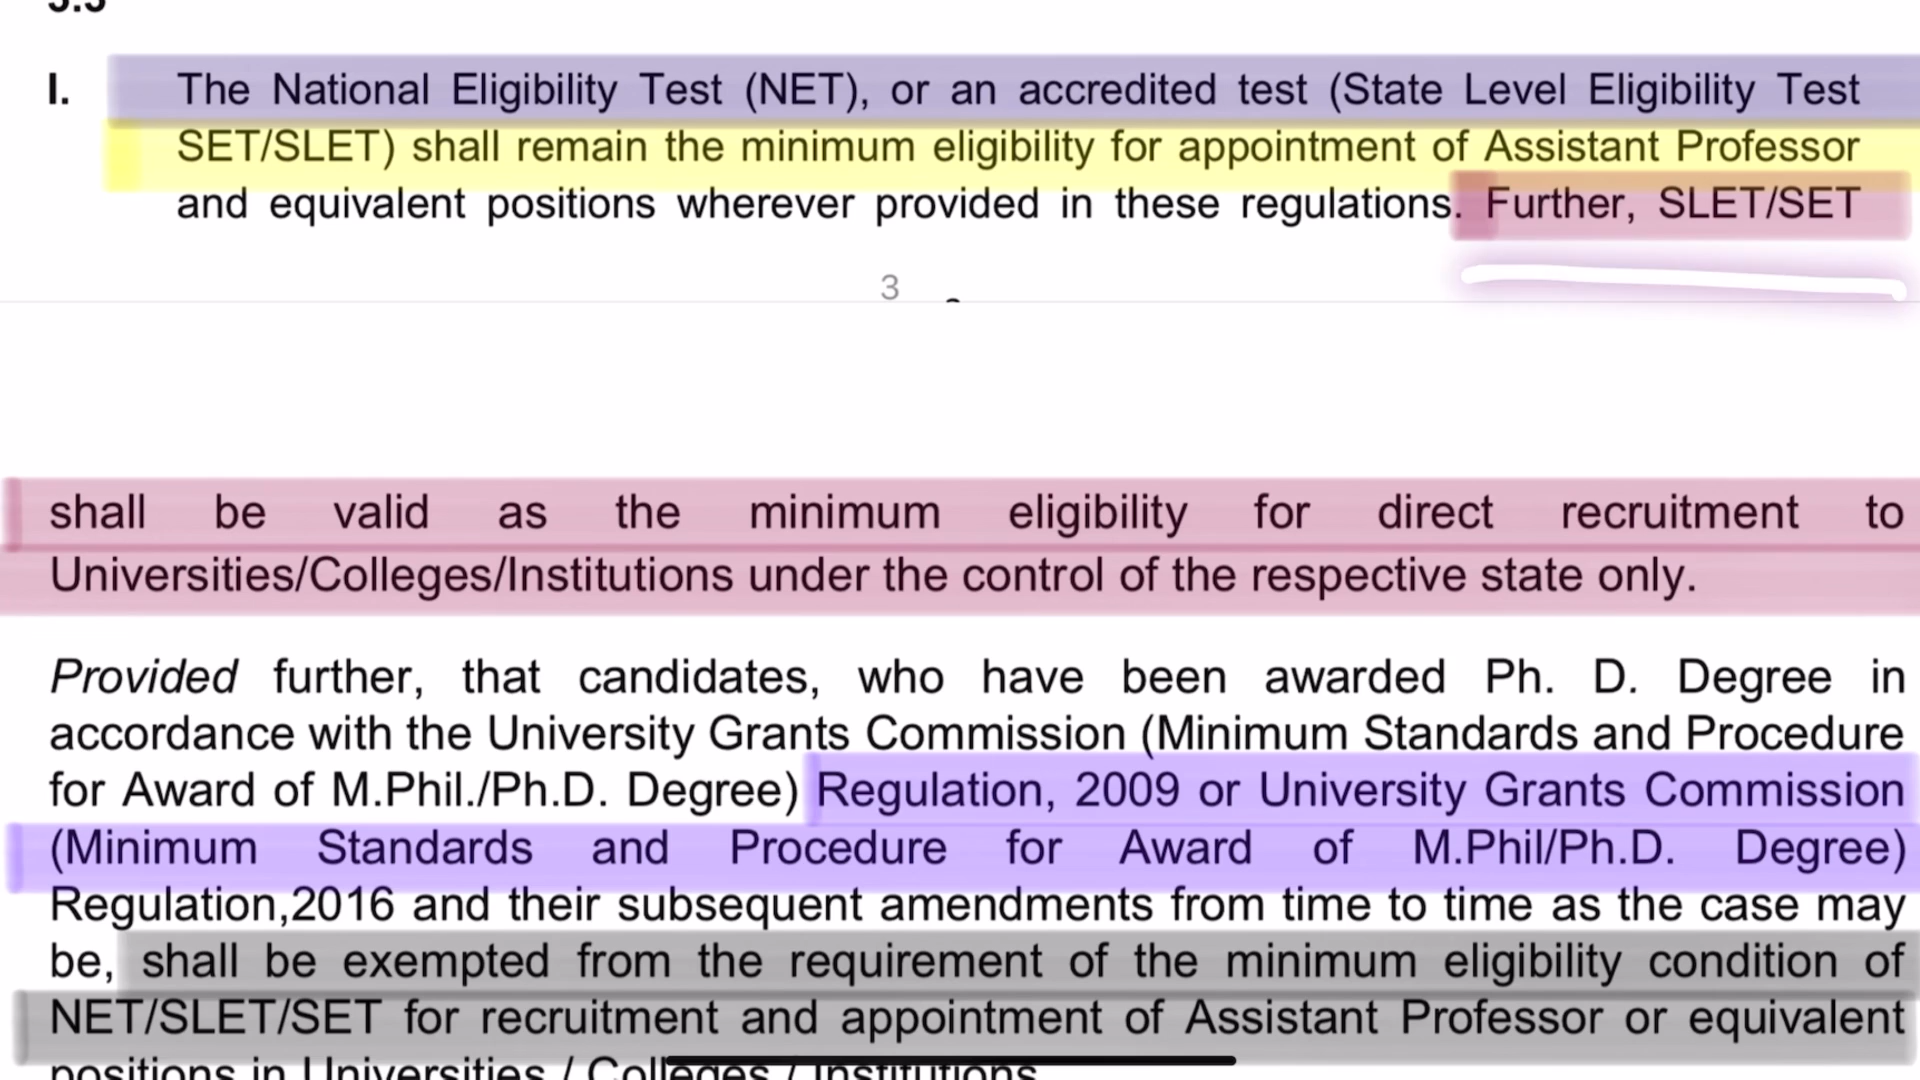 3.3
I. The National Eligibility Test (NET), or an accredited test (State Level Eligibility Test
SET/SLET) shall remain the minimum eligibility for appointment of Assistant Professor
and equivalent positions wherever provided in these regulations. Further, SLET/SET
3
shall be valid as the minimum eligibility for direct recruitment to
Universities/Colleges/Institutions under the control of the respective state only.
Provided further, that candidates, who have been awarded Ph. D. Degree in
accordance with the University Grants Commission (Minimum Standards and Procedure
for Award of M.Phil./Ph.D. Degree) Regulation, 2009 or University Grants Commission
(Minimum Standards and Procedure for Award of M.Phil/Ph.D. Degree)
Regulation,2016 and their subsequent amendments from time to time as the case may
be, shall be exempted from the requirement of the minimum eligibility condition of
NET/SLET/SET for recruitment and appointment of Assistant Professor or equivalent
positions in Universities / Colleges / Institutions